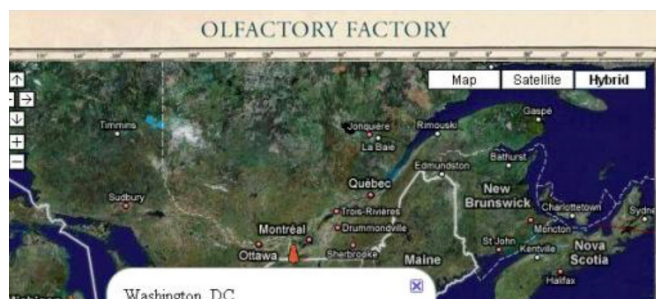 OLFACTORY FACTORY
Map Satellite Hybrid
Gaspé
Timmins
Jonquière
Rimouski
La Baie
Bathurst
Edmundston
Québec
New
Brunswick
Sudbury
Charlottetown
Trois-Rivières
Sydne
Moncton
Drummondville
Montréal
St John
Nova
Scotia
Kentville
Ottawa
Sherbrooke
Maine
Halifax
Washington, DC